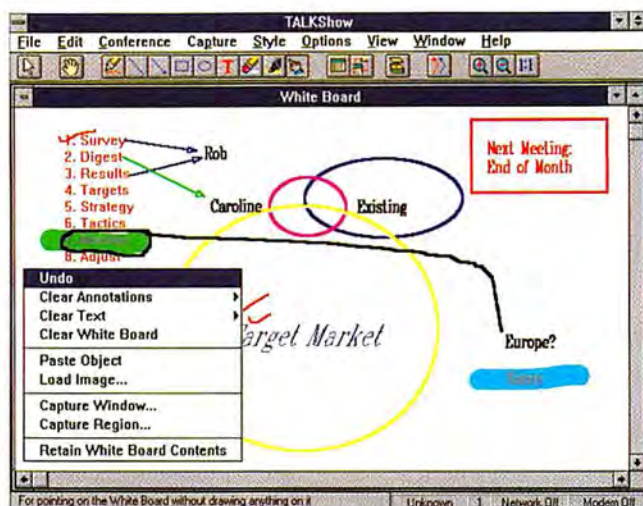 TALKShow
File Edit Conference Capture Style Options View Window Help
T 1:1
White Board
1. Survey
2. Digest
3. Results
4. Targets
5. Strategy
6. Tactics
8. Adjust
Rob
Caroline
Existing
Next Meeting:
End of Month
Target Market
Europe?
Undo
Clear Annotations
Clear Text
Clear White Board
Paste Object
Load Image...
Capture Window...
Capture Region...
Retain White Board Contents
For pointing on the White Board without drawing anything on it Unknown 1 Network Off Modem Off